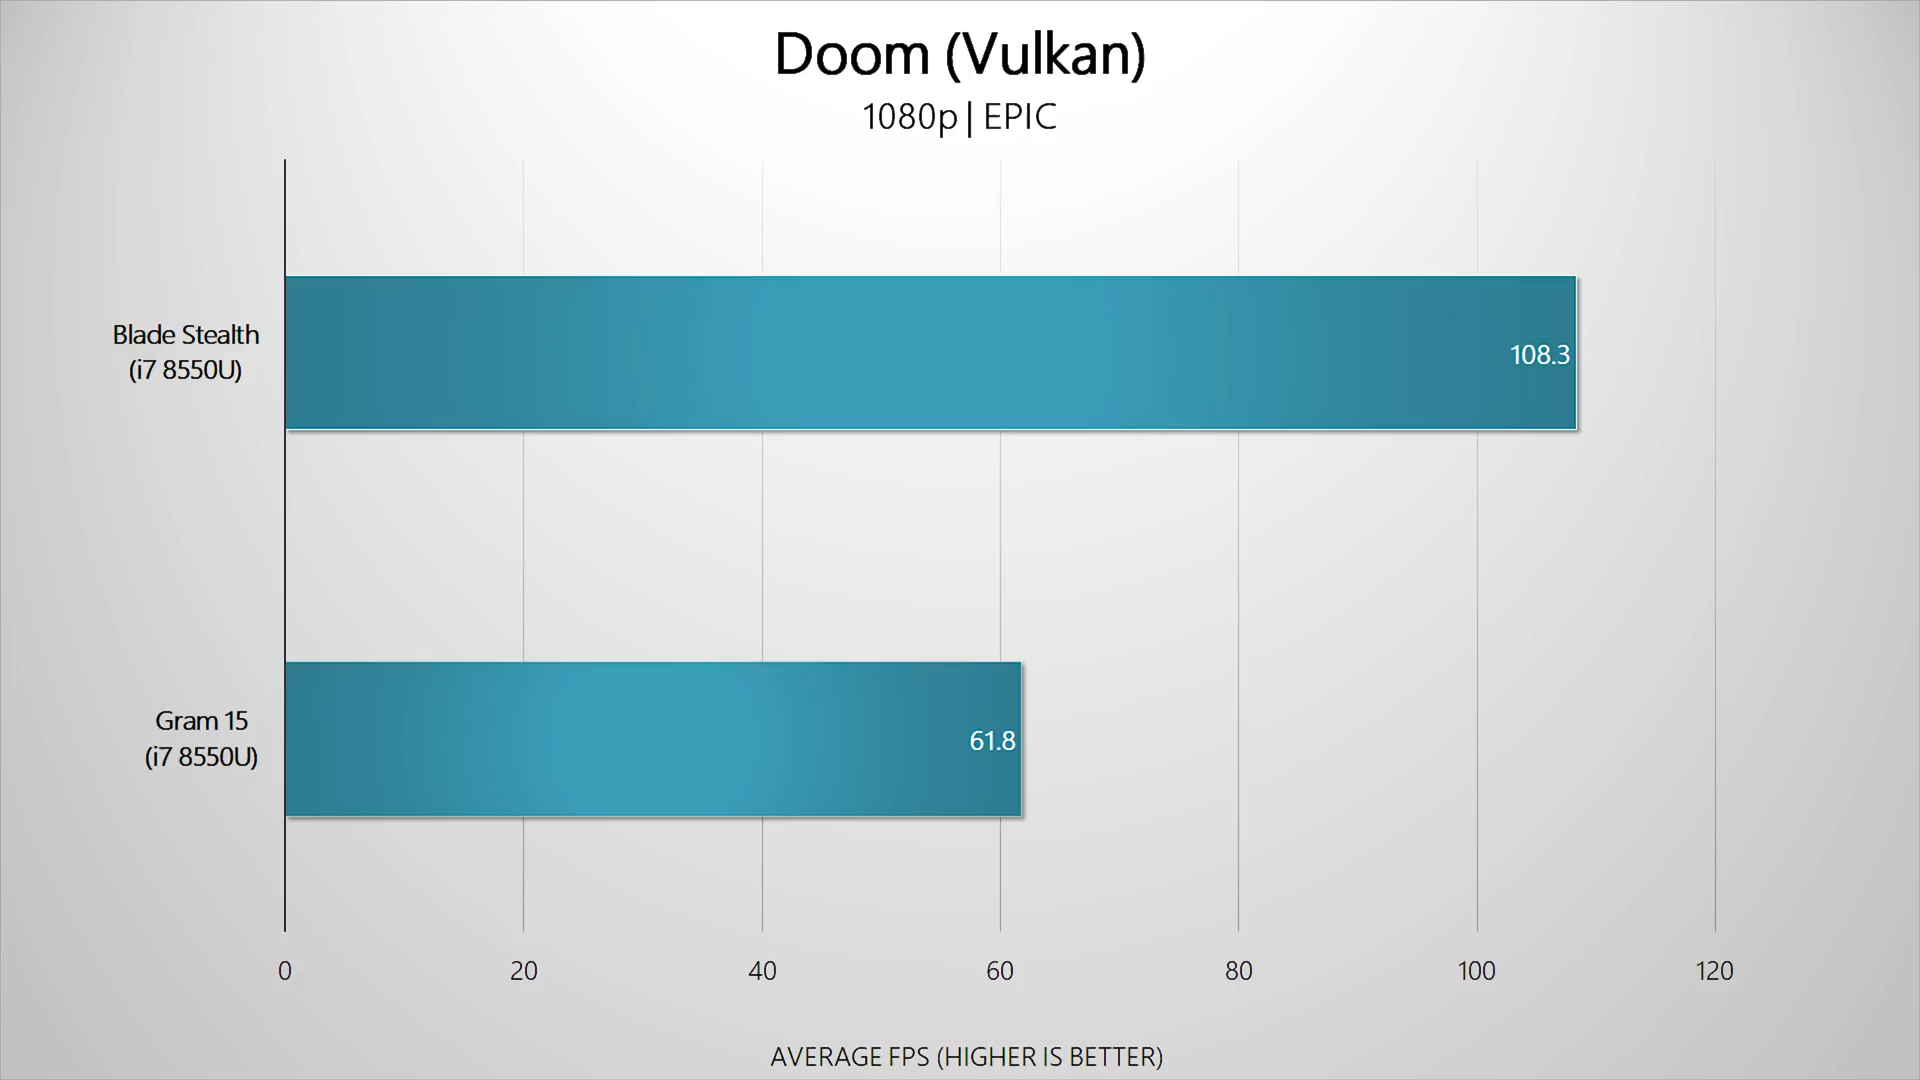 Doom (Vulkan)
1080p | EPIC
Blade Stealth
(i7 8550U)
108.3
Gram 15
(i7 8550U)
61.8
0 20 40 60 80 100 120
AVERAGE FPS (HIGHER IS BETTER)